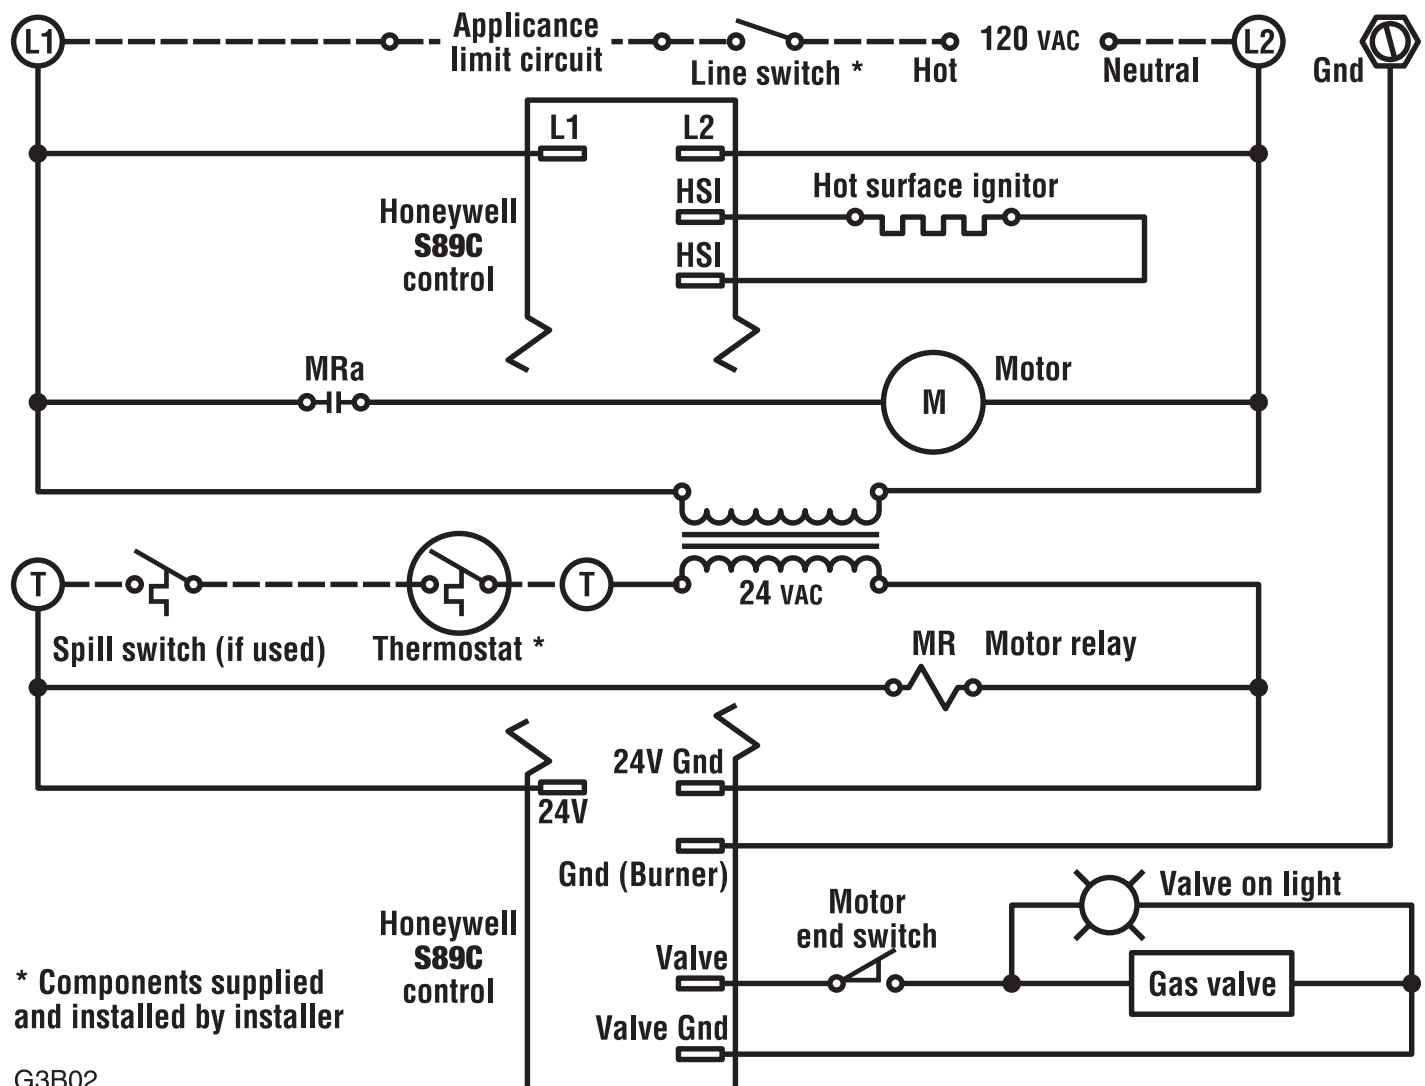 L1
Applicance
limit circuit
Line switch *
Hot
120 VAC
Neutral
L2
Gnd
L1
L2
HSI
HSI
Hot surface ignitor
Honeywell
S89C
control
MRa
M
Motor
T
T
24 VAC
Spill switch (if used)
Thermostat *
MR
Motor relay
24V Gnd
24V
Gnd (Burner)
Valve on light
Motor
end switch
Honeywell
S89C
control
Valve
Gas valve
Valve Gnd
* Components supplied
and installed by installer
G3B02